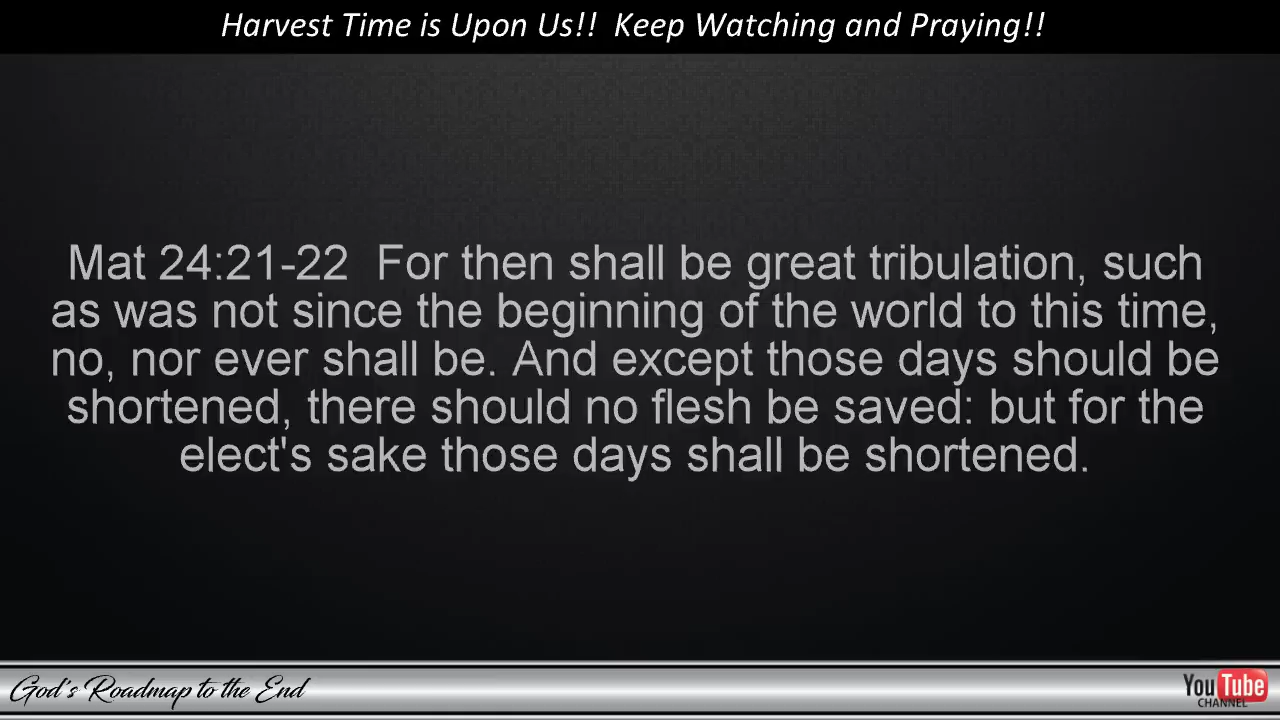 Harvest Time is Upon Us!!  Keep Watching and Praying!!
Mat 24:21-22  For then shall be great tribulation, such
as was not since the beginning of the world to this time,
no, nor ever shall be. And except those days should be
shortened, there should no flesh be saved: but for the
elect's sake those days shall be shortened.
God's Roadmap to the End
YouTube
CHANNEL